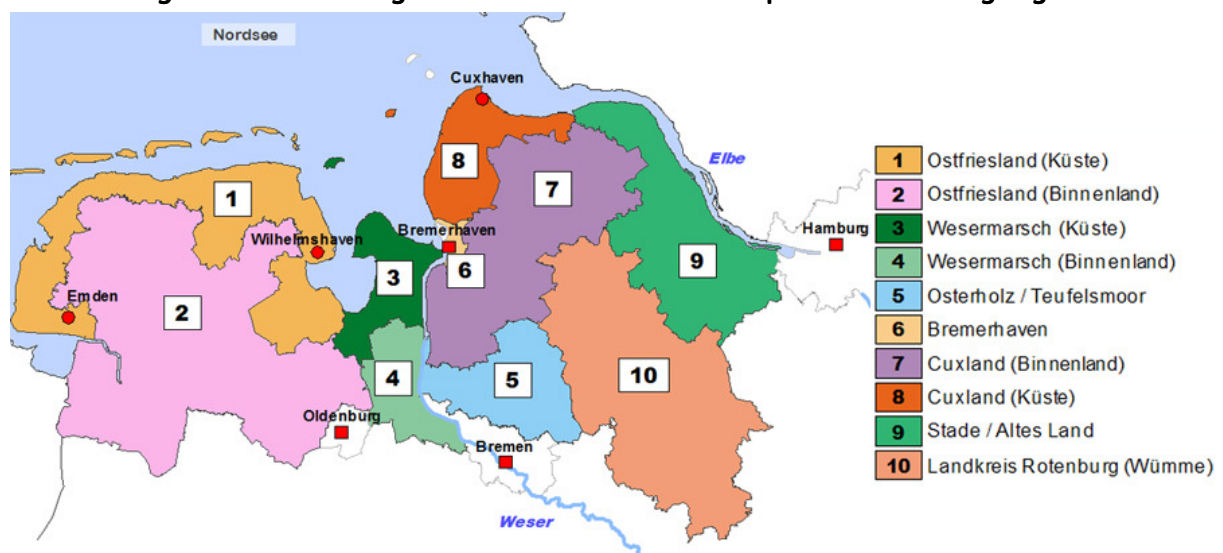 Nordsee
Cuxhaven
Elbe
8
7
1
Bremerhaven
Wilhelmshaven
Hamburg
3
6
9
Emden
2
4
5
10
Oldenburg
Bremen
Weser
1 Ostfriesland (Küste)
2 Ostfriesland (Binnenland)
3 Wesermarsch (Küste)
4 Wesermarsch (Binnenland)
5 Osterholz / Teufelsmoor
6 Bremerhaven
7 Cuxland (Binnenland)
8 Cuxland (Küste)
9 Stade / Altes Land
10 Landkreis Rotenburg (Wümme)